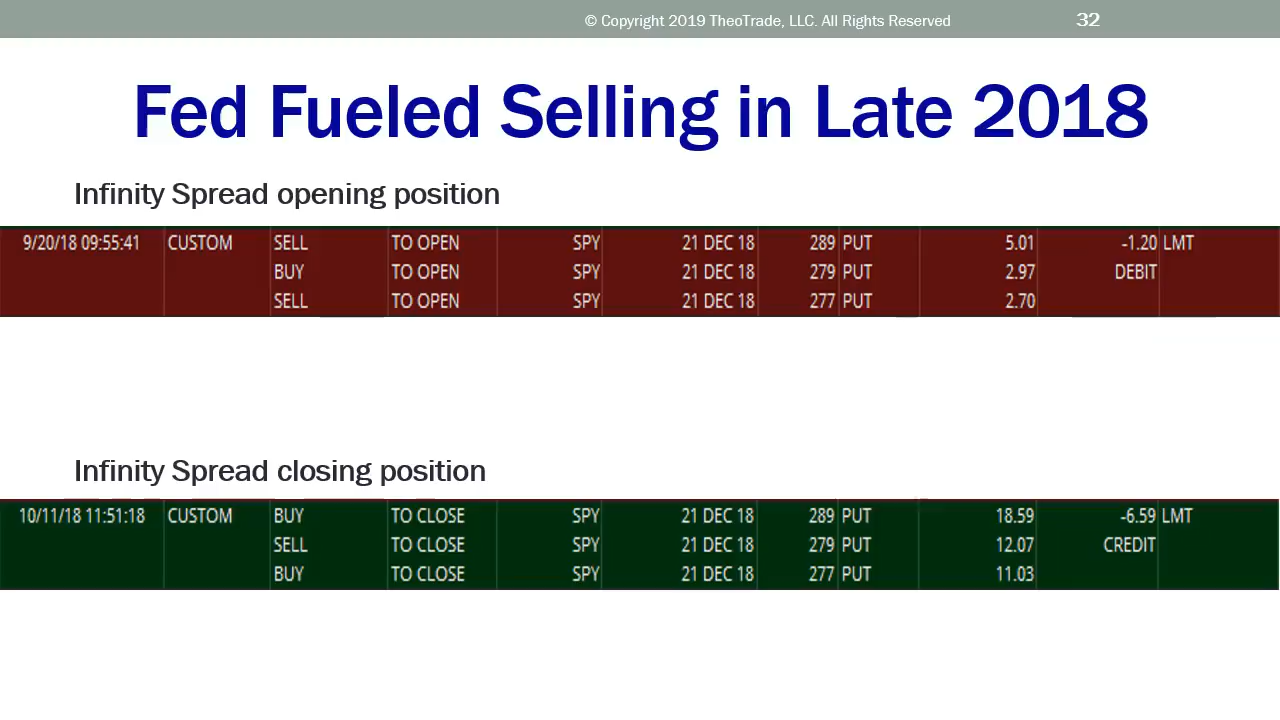 © Copyright 2019 TheoTrade, LLC. All Rights Reserved 32
Fed Fueled Selling in Late 2018
Infinity Spread opening position
9/20/18 09:55:41 CUSTOM SELL TO OPEN SPY 21 DEC 18 289 PUT 5.01 -1.20 LMT
BUY TO OPEN SPY 21 DEC 18 279 PUT 2.97 DEBIT
SELL TO OPEN SPY 21 DEC 18 277 PUT 2.70
Infinity Spread closing position
10/11/18 11:51:18 CUSTOM BUY TO CLOSE SPY 21 DEC 18 289 PUT 18.59 -6.59 LMT
SELL TO CLOSE SPY 21 DEC 18 279 PUT 12.07 CREDIT
BUY TO CLOSE SPY 21 DEC 18 277 PUT 11.03